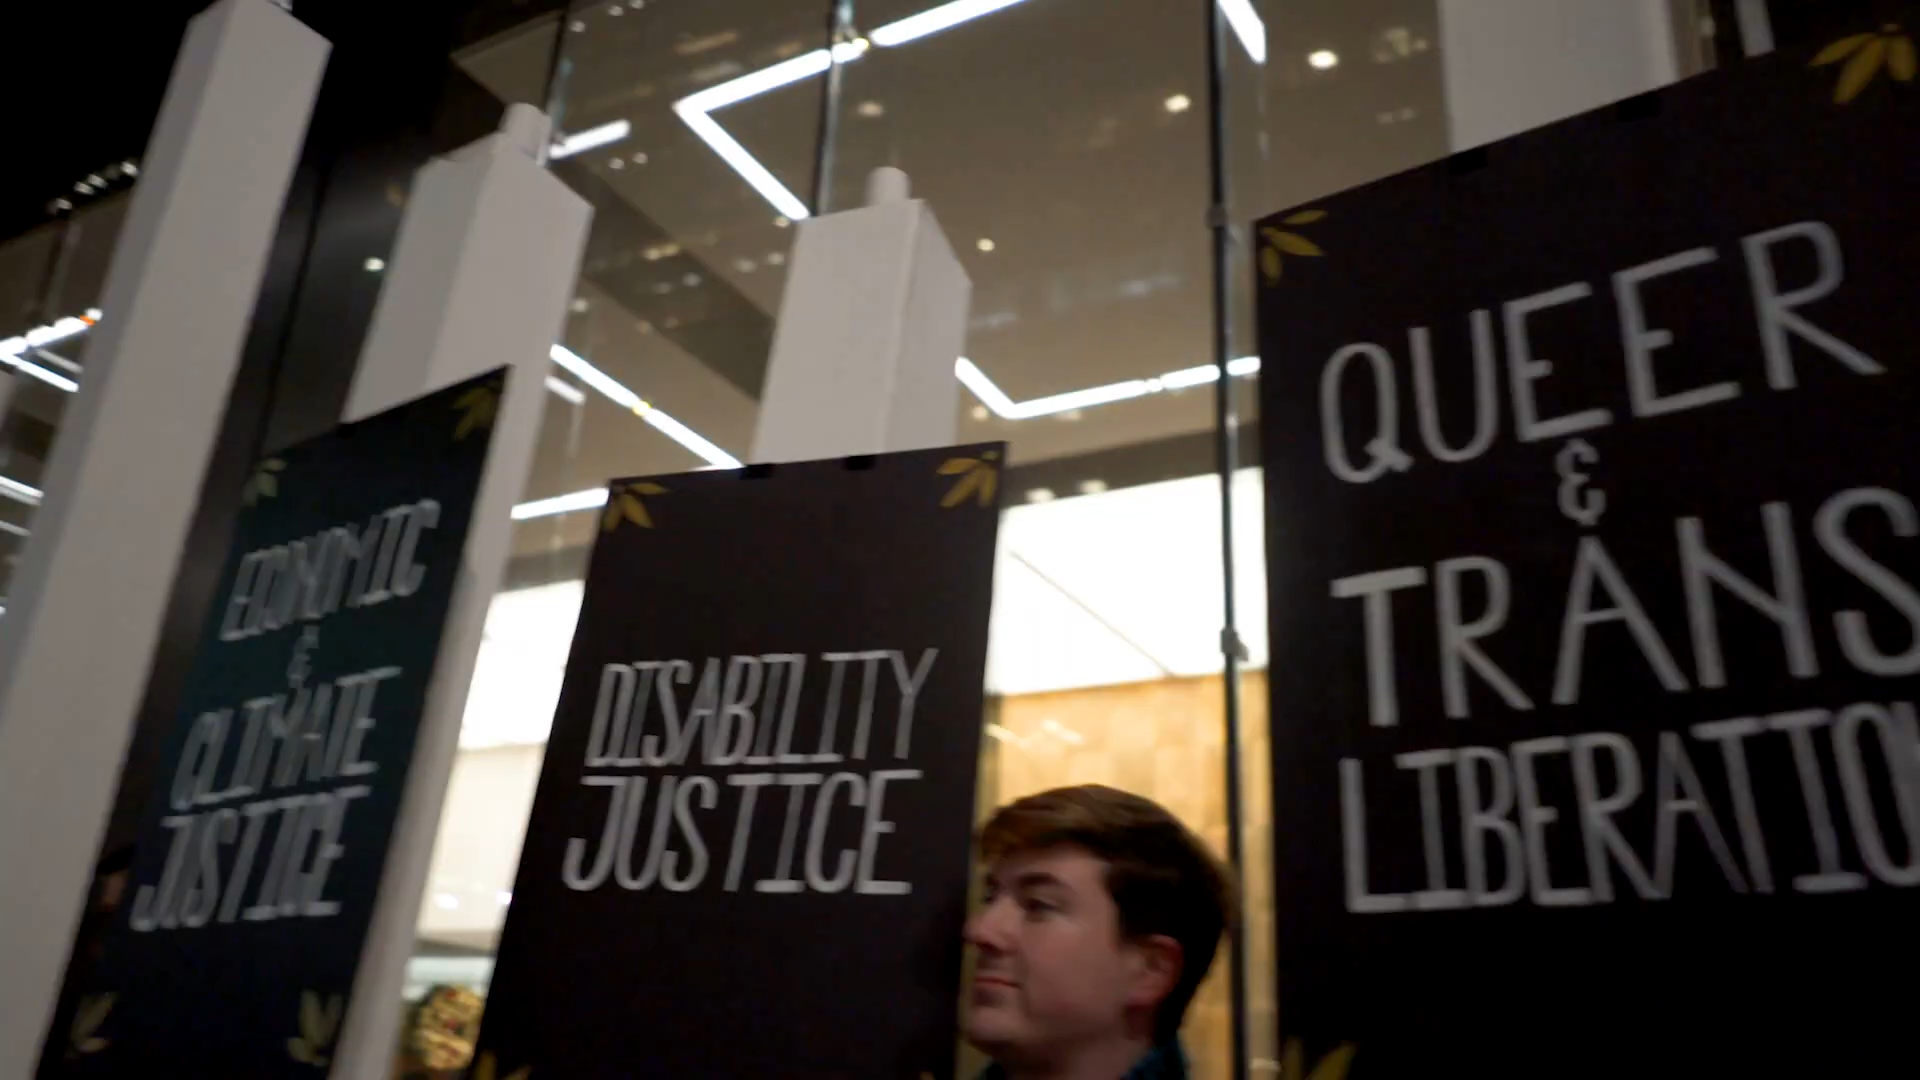 ECONOMIC
&
CLIMATE
JUSTICE
DISABILITY
JUSTICE
QUEER
&
TRANS
LIBERATIO